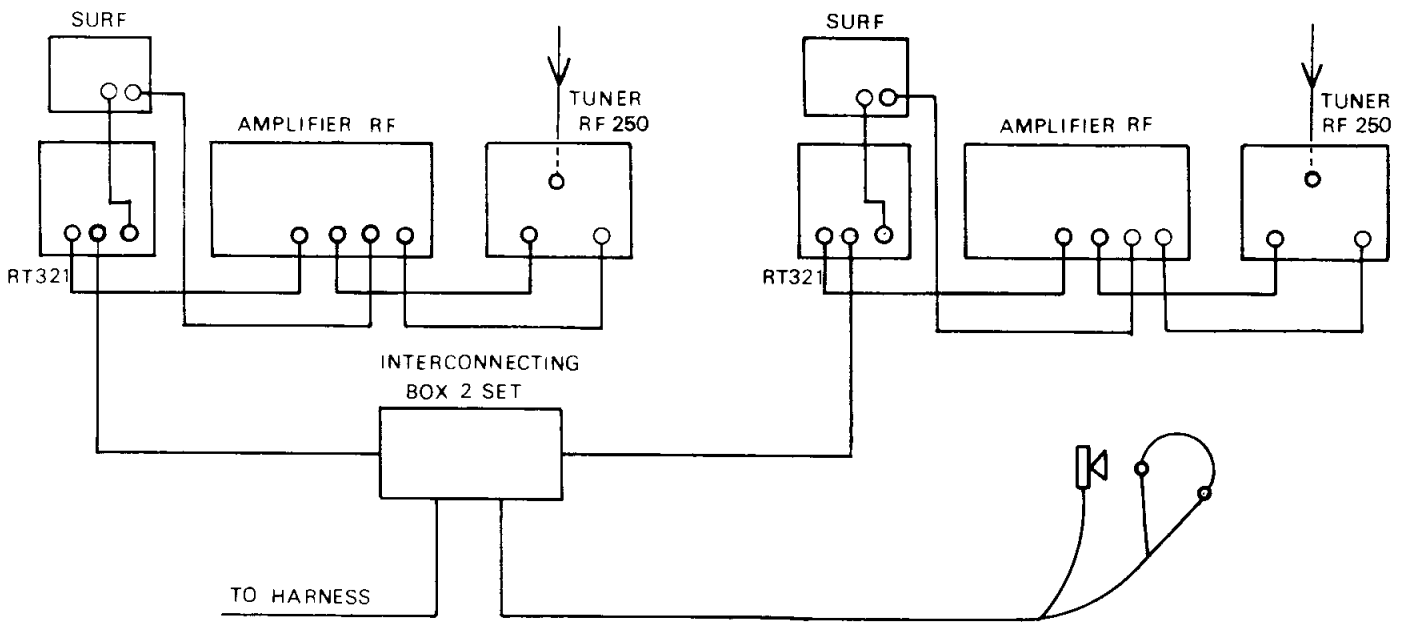 SURF
SURF
TUNER
RF 250
TUNER
RF 250
AMPLIFIER RF
AMPLIFIER RF
RT321
RT321
INTERCONNECTING
BOX 2 SET
TO HARNESS